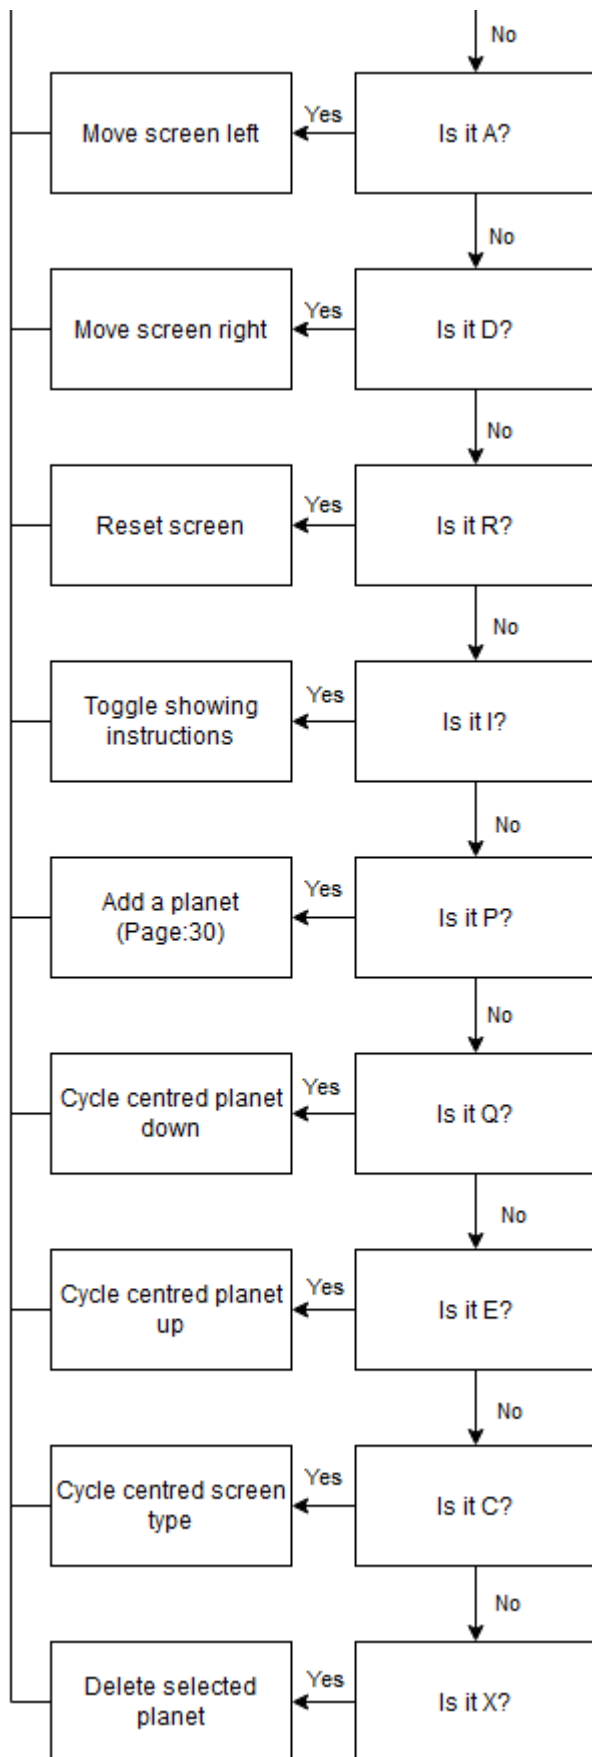 No
Move screen left
Yes
Is it A?
No
Move screen right
Yes
Is it D?
No
Reset screen
Yes
Is it R?
No
Toggle showing
instructions
Yes
Is it I?
No
Add a planet
(Page:30)
Yes
Is it P?
No
Cycle centred planet
down
Yes
Is it Q?
No
Cycle centred planet
up
Yes
Is it E?
No
Cycle centred screen
type
Yes
Is it C?
No
Delete selected
planet
Yes
Is it X?